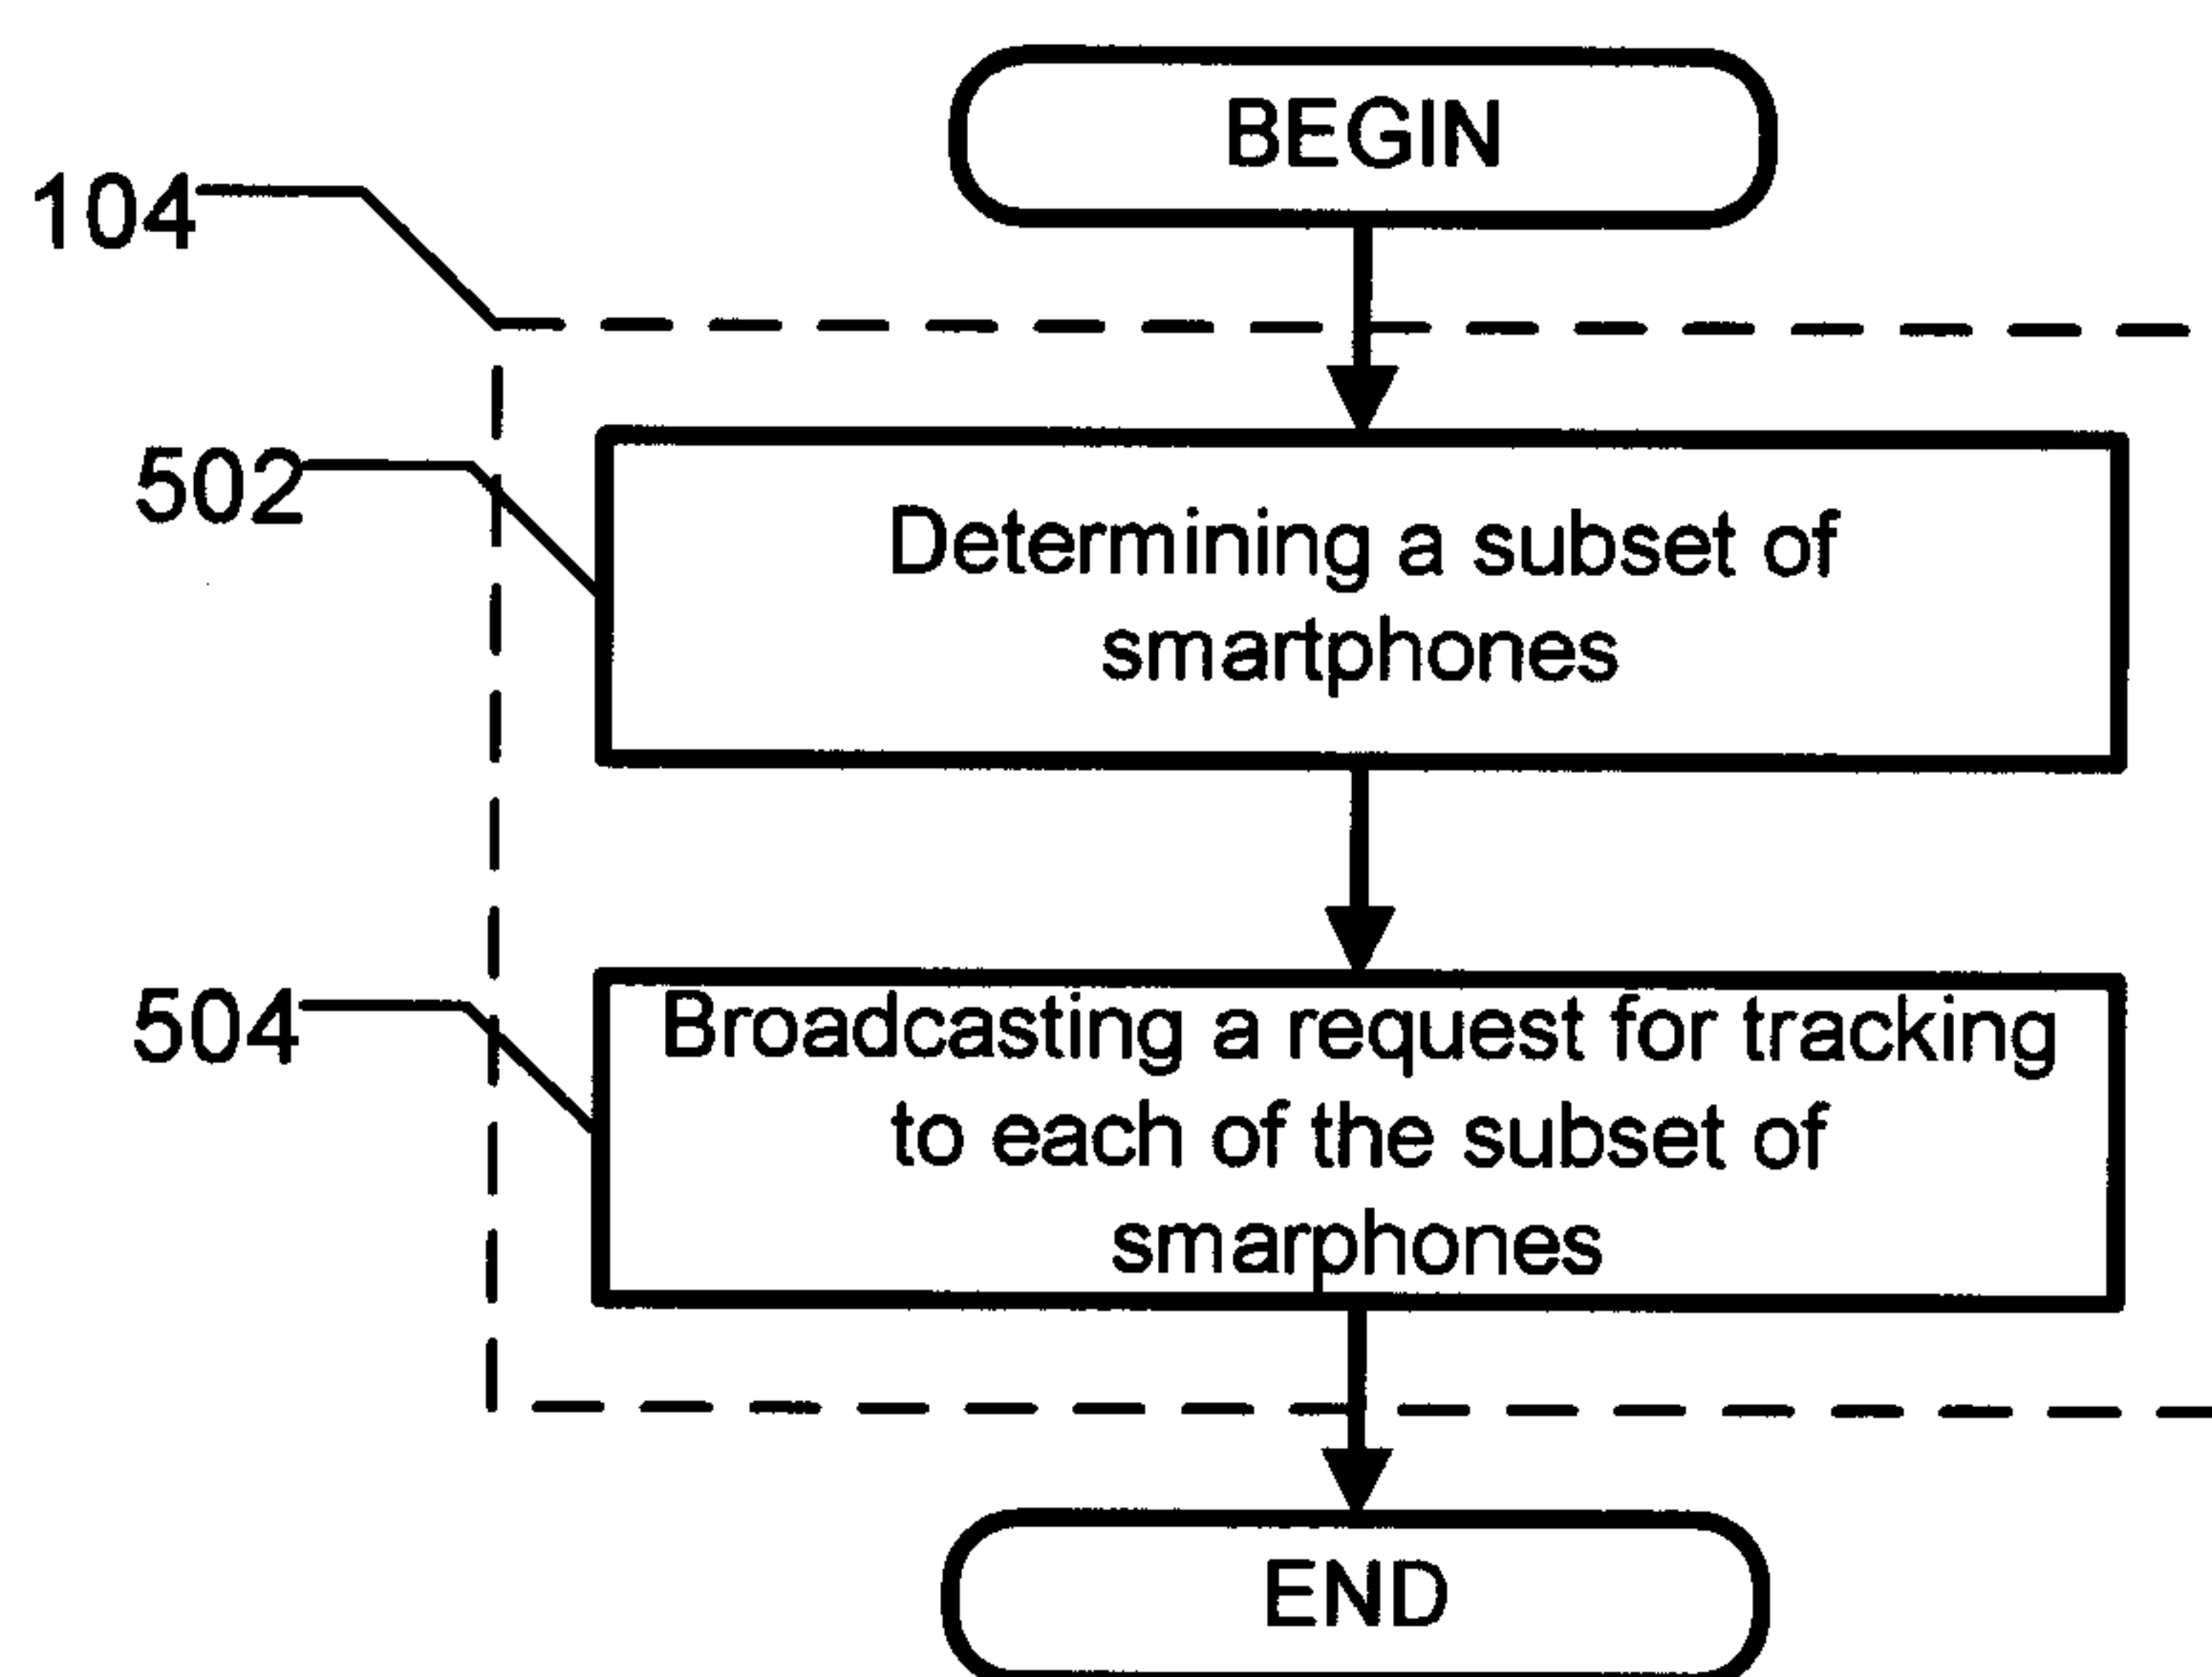 BEGIN
104
502
Determining a subset of
smartphones
504
Broadcasting a request for tracking
to each of the subset of
smarphones
END